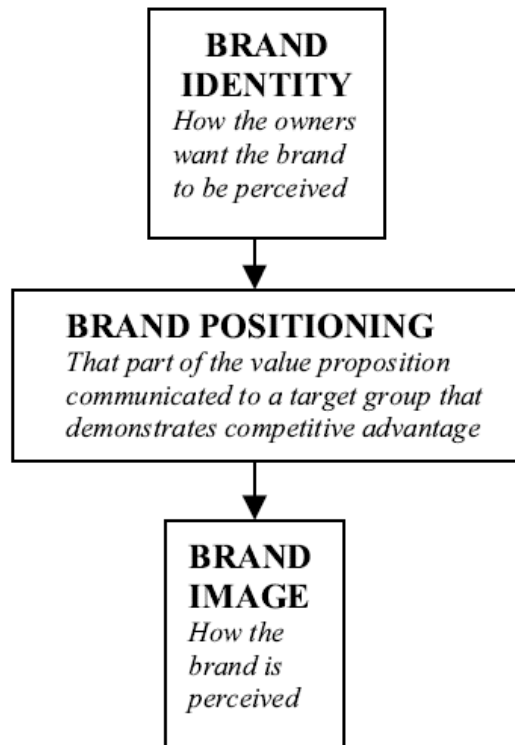 BRAND
IDENTITY
How the owners
want the brand
to be perceived
BRAND POSITIONING
That part of the value proposition
communicated to a target group that
demonstrates competitive advantage
BRAND
IMAGE
How the
brand is
perceived